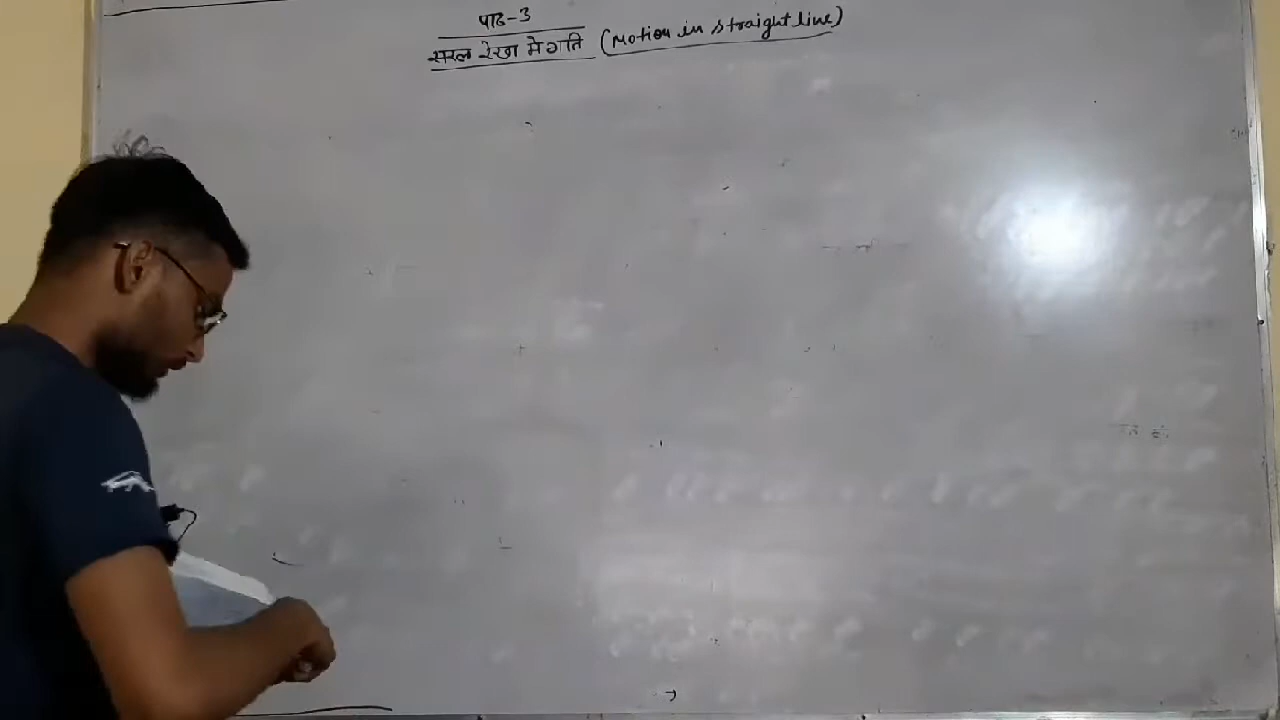 पाठ-3
सरल रेखा मे गति (Motion in straight line)